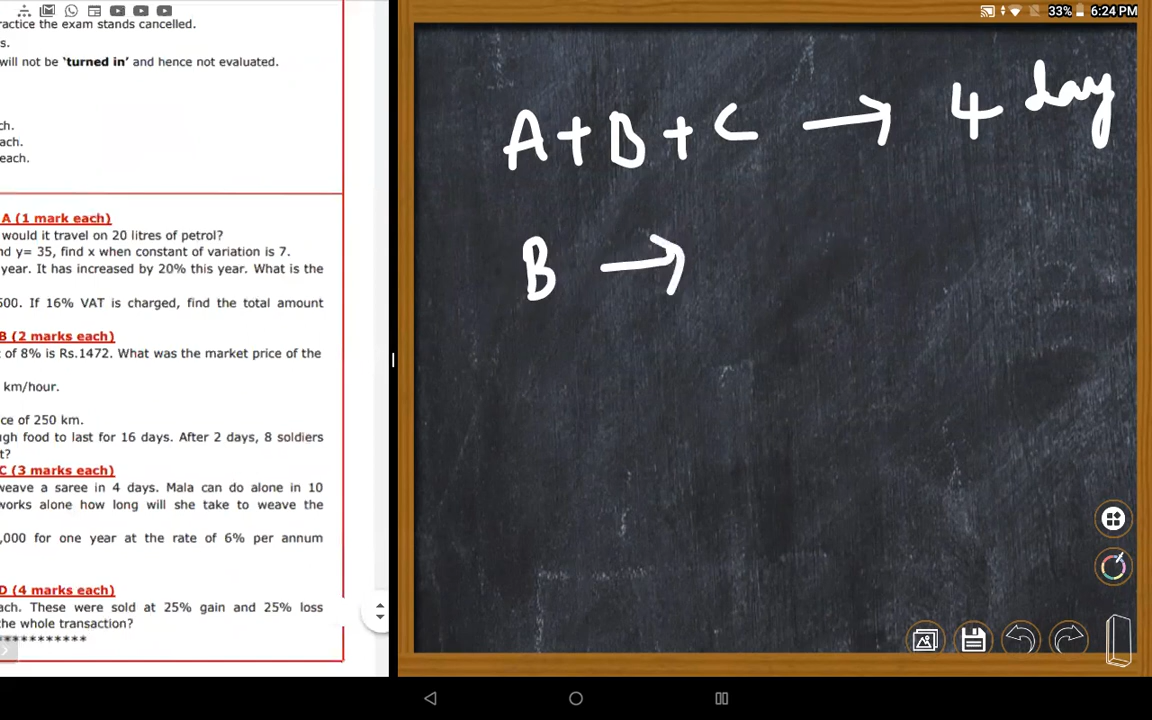 33% 6:24 PM
ractice the exam stands cancelled.
s.
will not be ‘turned in’ and hence not evaluated.
ch.
ach.
each.
A (1 mark each)
would it travel on 20 litres of petrol?
nd y= 35, find x when constant of variation is 7.
year. It has increased by 20% this year. What is the
500. If 16% VAT is charged, find the total amount
B (2 marks each)
t of 8% is Rs.1472. What was the market price of the
km/hour.
ce of 250 km.
ugh food to last for 16 days. After 2 days, 8 soldiers
t?
C (3 marks each)
weave a saree in 4 days. Mala can do alone in 10
works alone how long will she take to weave the
,000 for one year at the rate of 6% per annum
D (4 marks each)
ach. These were sold at 25% gain and 25% loss
the whole transaction?
***********
A+B+C → 4 day
B →